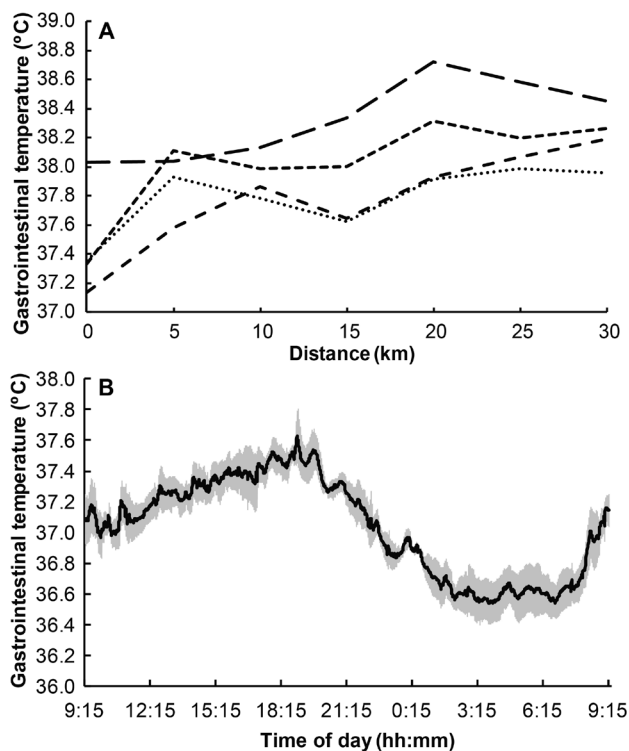 A
Gastrointestinal temperature (ºC)
39.0
38.8
38.6
38.4
38.2
38.0
37.8
37.6
37.4
37.2
37.0
0 5 10 15 20 25 30
Distance (km)
B
Gastrointestinal temperature (ºC)
38.0
37.8
37.6
37.4
37.2
37.0
36.8
36.6
36.4
36.2
36.0
9:15 12:15 15:15 18:15 21:15 0:15 3:15 6:15 9:15
Time of day (hh:mm)